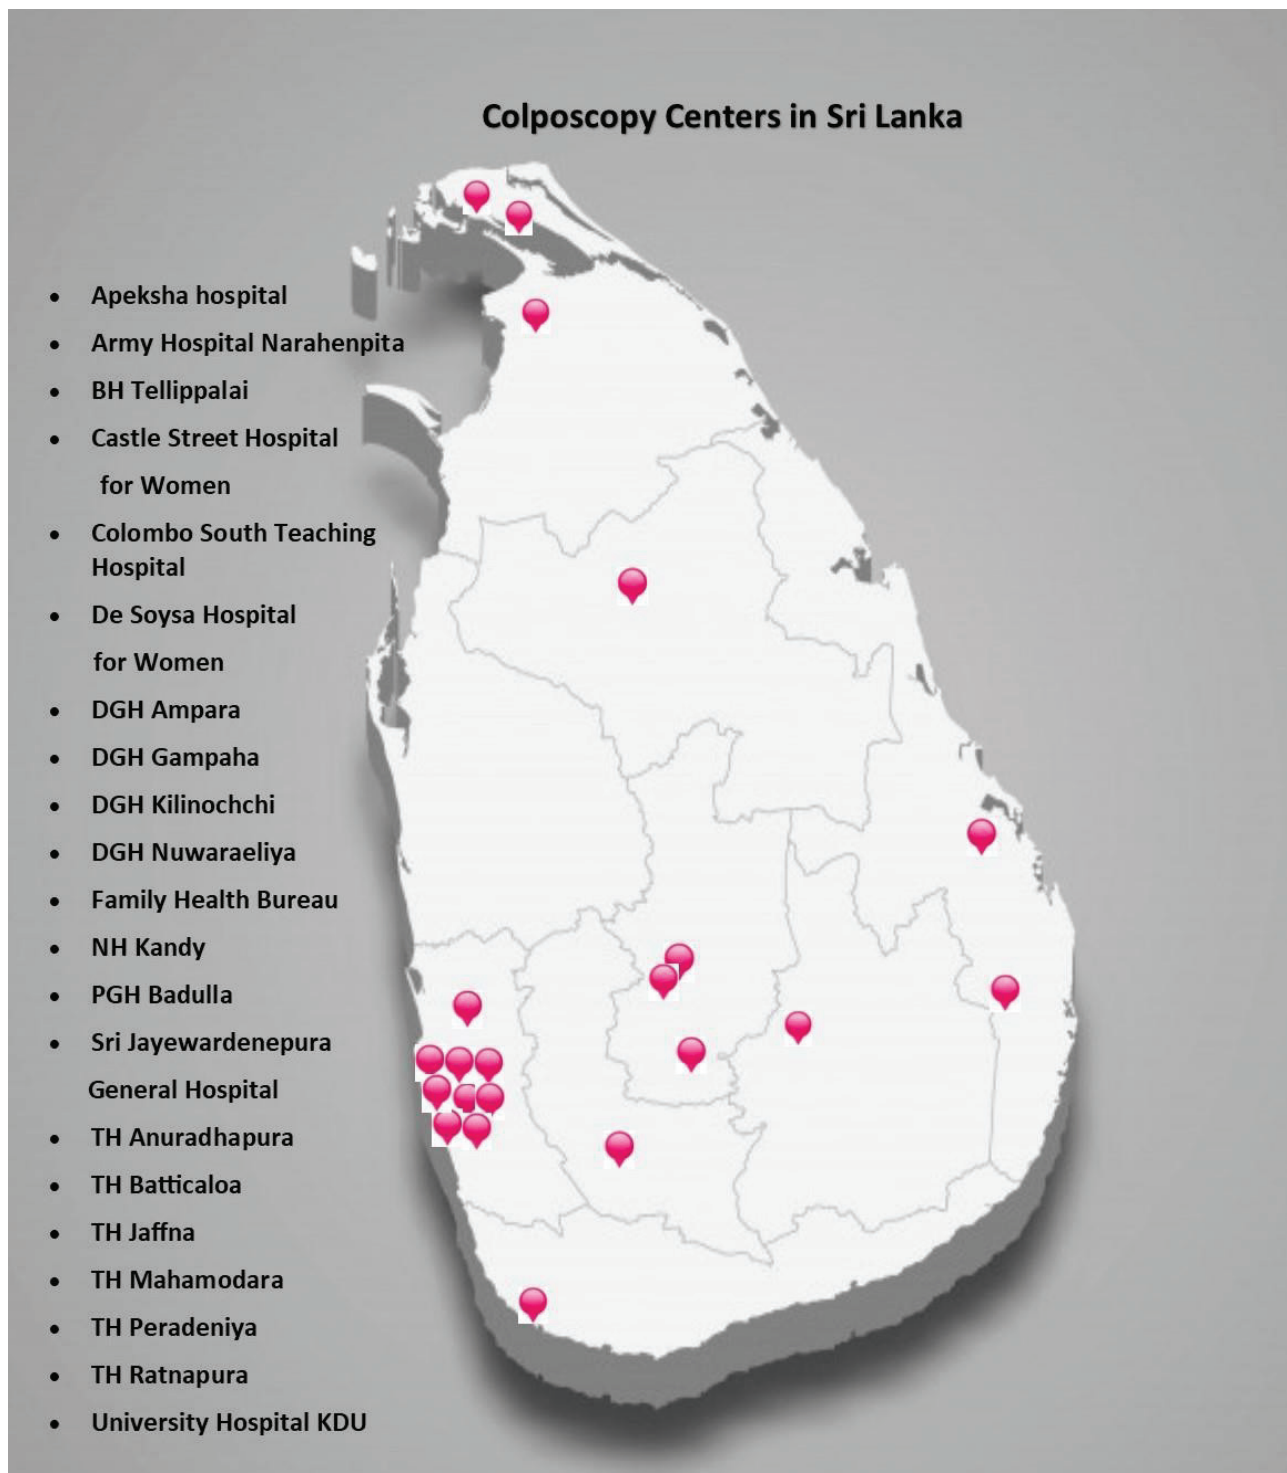 Colposcopy Centers in Sri Lanka
• Apeksha hospital
• Army Hospital Narahenpita
• BH Tellippalai
• Castle Street Hospital
for Women
• Colombo South Teaching
Hospital
• De Soysa Hospital
for Women
• DGH Ampara
• DGH Gampaha
• DGH Kilinochchi
• DGH Nuwaraeliya
• Family Health Bureau
• NH Kandy
• PGH Badulla
• Sri Jayewardenepura
General Hospital
• TH Anuradhapura
• TH Batticaloa
• TH Jaffna
• TH Mahamodara
• TH Peradeniya
• TH Ratnapura
• University Hospital KDU